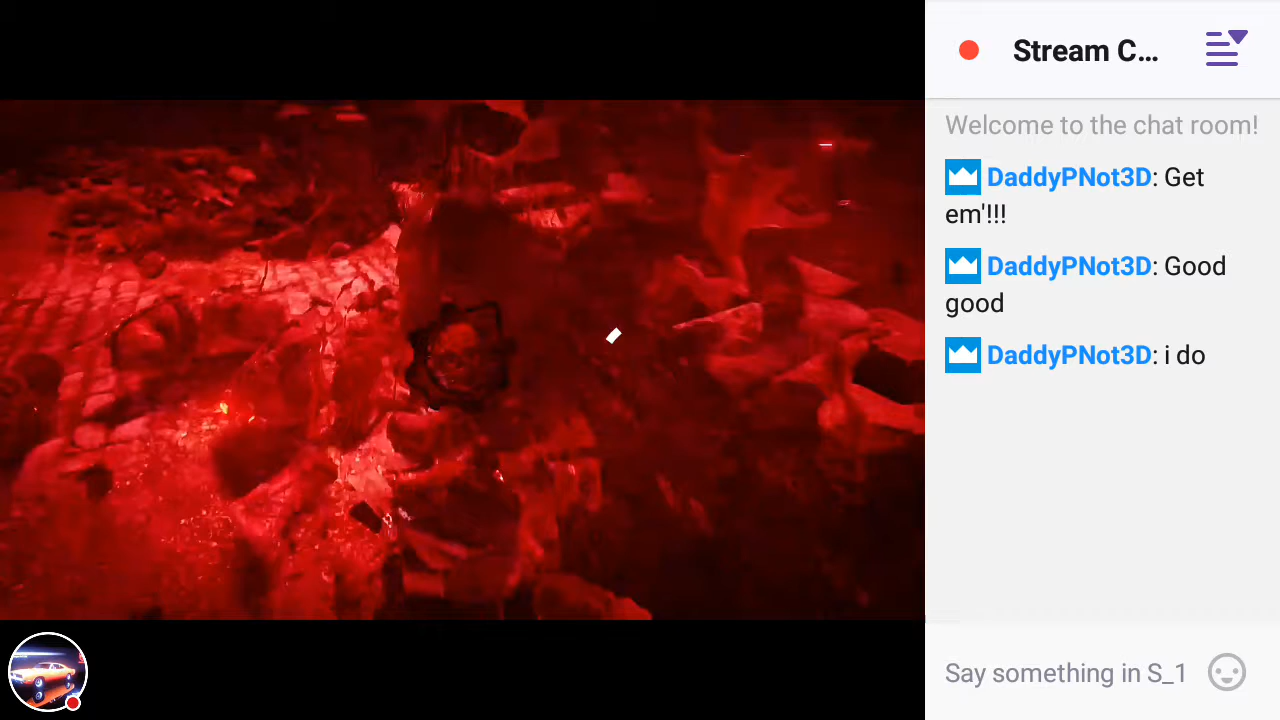 Stream C...
Welcome to the chat room!
DaddyPNot3D: Get
em'!!!
DaddyPNot3D: Good
good
DaddyPNot3D: i do
Say something in S_1